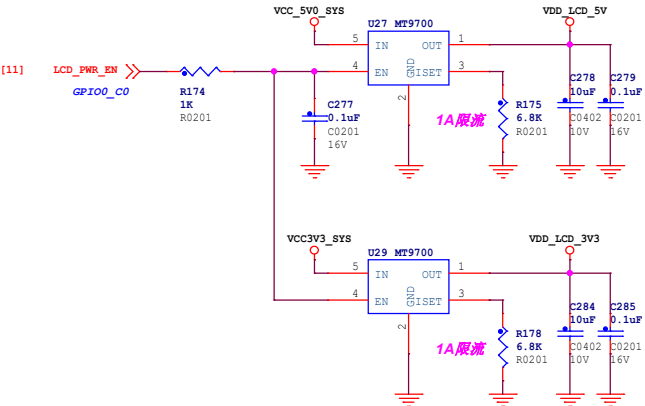 VCC_5V0_SYS
U27 MT9700
VDD_LCD_5V
5 IN OUT 1
[11] LCD_PWR_EN
4 EN GND ISET 3
GPIO0_C0
R174
1K
R0201
2
C277
0.1uF
C0201
16V
1A限流
R175
6.8K
R0201
C278
10uF
C0402
10V
C279
0.1uF
C0201
16V
VCC3V3_SYS
U29 MT9700
VDD_LCD_3V3
5 IN OUT 1
4 EN GND ISET 3
2
1A限流
R178
6.8K
R0201
C284
10uF
C0402
10V
C285
0.1uF
C0201
16V